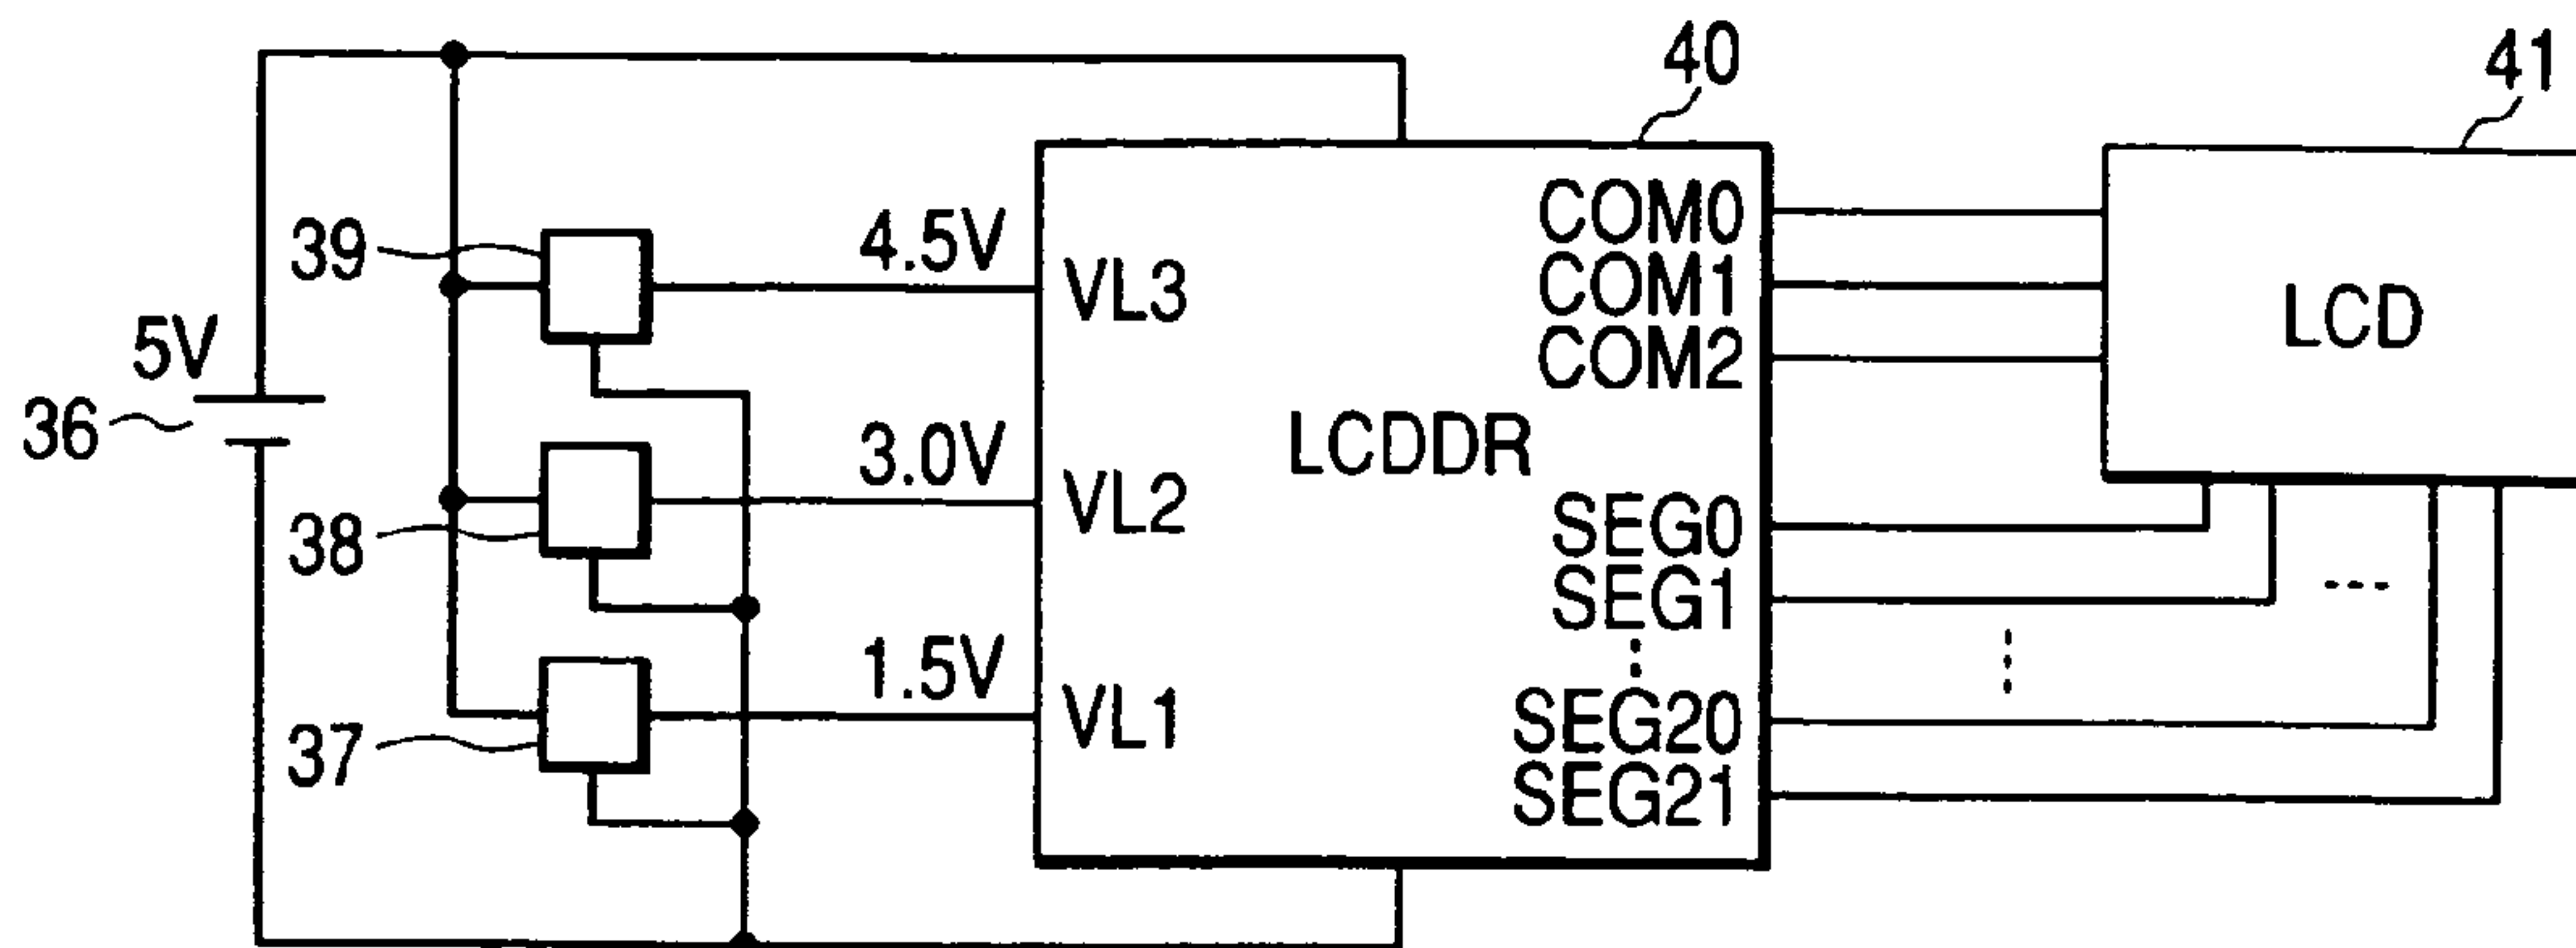 40
41
39
4.5V
VL3
COM0
COM1
COM2
LCD
5V
36
38
3.0V
VL2
LCDDR
SEG0
SEG1
37
1.5V
VL1
SEG20
SEG21